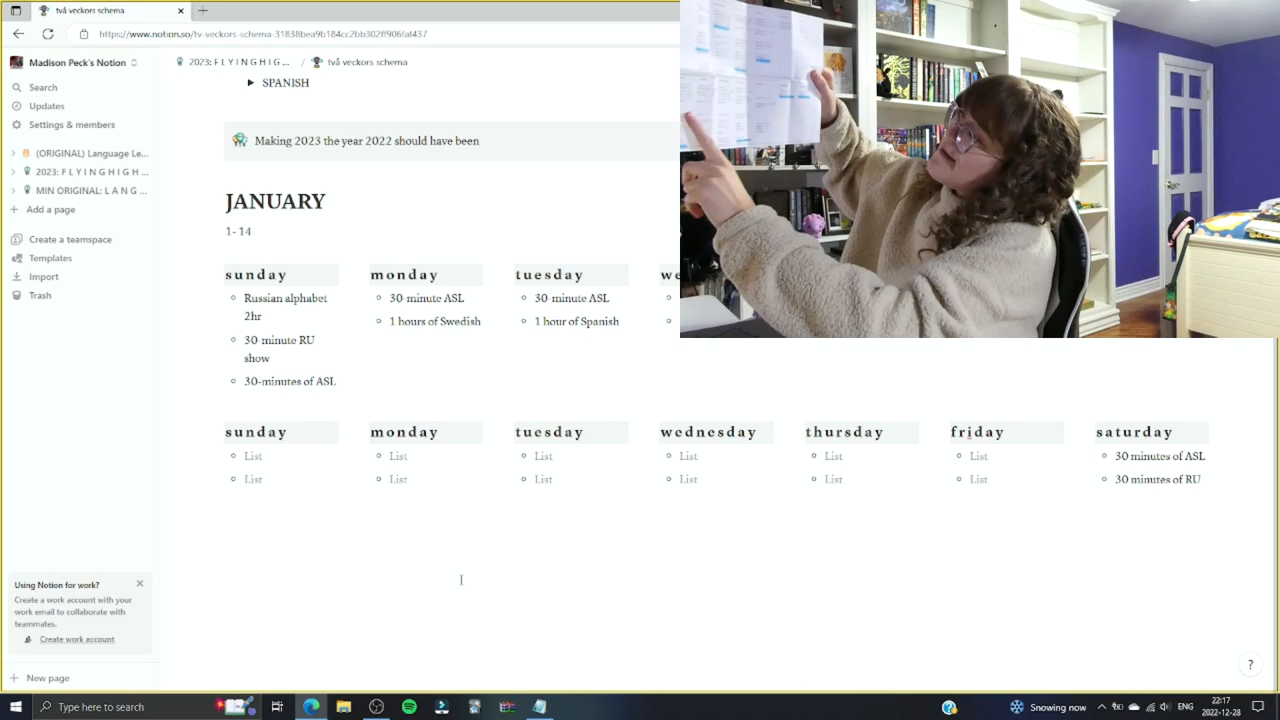 två veckors schema
https://www.notion.so/tv-veckors-schema-31838bea9b184cc2bb302ff906faf437
Madison Peck's Notion
2023: F L Y I N G H I G ... / två veckors schema
Search
Updates
Settings & members
(ORIGINAL) Language Le...
2023: F L Y I N G H I G H ...
MIN ORIGINAL: L A N G ...
Add a page
Create a teamspace
Templates
Import
Trash
SPANISH
Making 2023 the year 2022 should have been
JANUARY
1- 14
sunday monday tuesday we
Russian alphabet 30-minute ASL 30-minute ASL
2hr 1 hours of Swedish 1 hour of Spanish
30-minute RU
show
30-minutes of ASL
sunday monday tuesday wednesday thursday friday saturday
List List List List List List 30 minutes of ASL
List List List List List List 30 minutes of RU
Using Notion for work?
Create a work account with your
work email to collaborate with
teammates.
Create work account
New page
?
Type here to search
Snowing now
ENG
22:17
2022-12-28